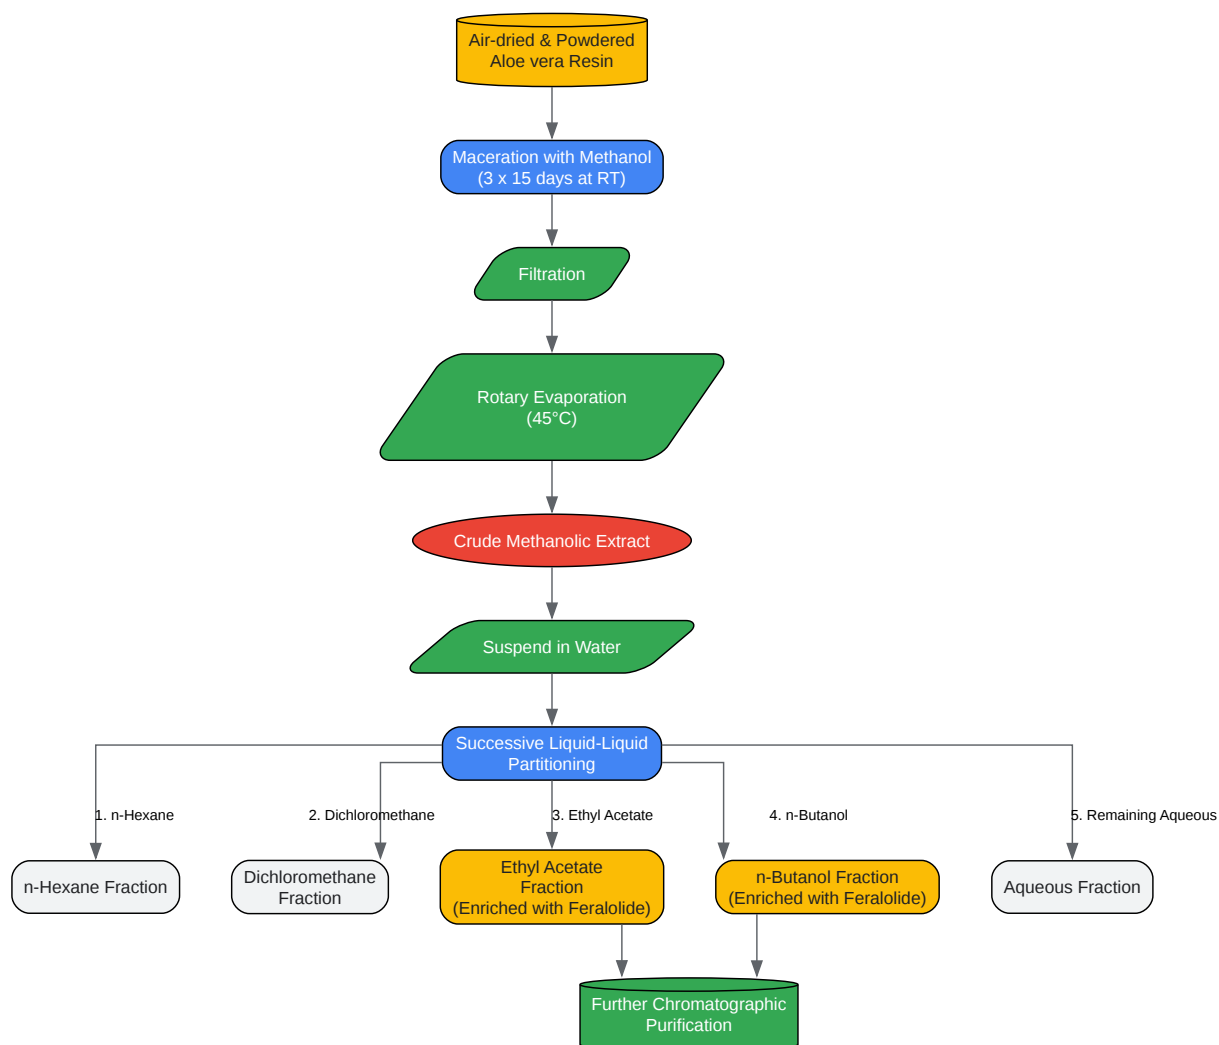 Air-dried & Powdered
Aloe vera Resin
Maceration with Methanol
(3 x 15 days at RT)
Filtration
Rotary Evaporation
(45°C)
Crude Methanolic Extract
Suspend in Water
Successive Liquid-Liquid
Partitioning
1. n-Hexane
2. Dichloromethane
3. Ethyl Acetate
4. n-Butanol
5. Remaining Aqueous
n-Hexane Fraction
Dichloromethane
Fraction
Ethyl Acetate
Fraction
(Enriched with Feralolide)
n-Butanol Fraction
(Enriched with Feralolide)
Aqueous Fraction
Further Chromatographic
Purification